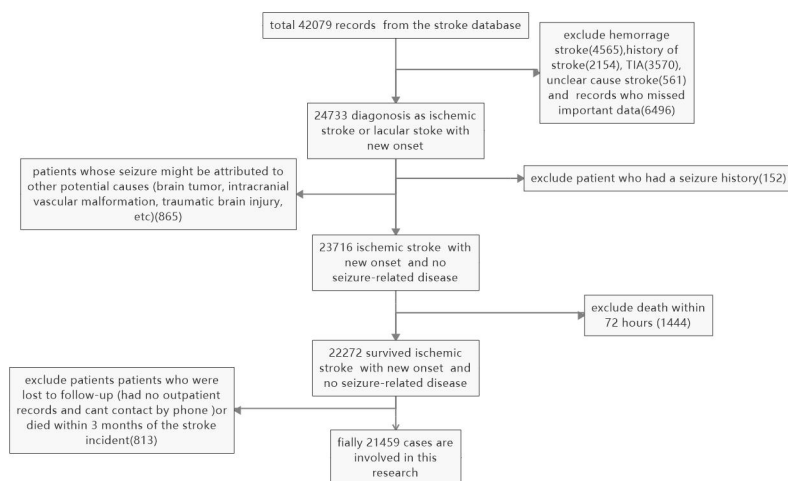 total 42079 records from the stroke database
exclude hemorrage
stroke(4565),history of
stroke(2154), TIA(3570),
unclear cause stroke(561)
and records who missed
important data(6496)
24733 diagonosis as ischemic
stroke or lacular stoke with
new onset
patients whose seizure might be attributed to
other potential causes (brain tumor, intracranial
vascular malformation, traumatic brain injury,
etc)(865)
exclude patient who had a seizure history(152)
23716 ischemic stroke with
new onset and no
seizure-related disease
exclude death within
72 hours (1444)
22272 survived ischemic
stroke with new onset and
no seizure-related disease
exclude patients patients who were
lost to follow-up (had no outpatient
records and cant contact by phone )or
died within 3 months of the stroke
incident(813)
fially 21459 cases are
involved in this
research